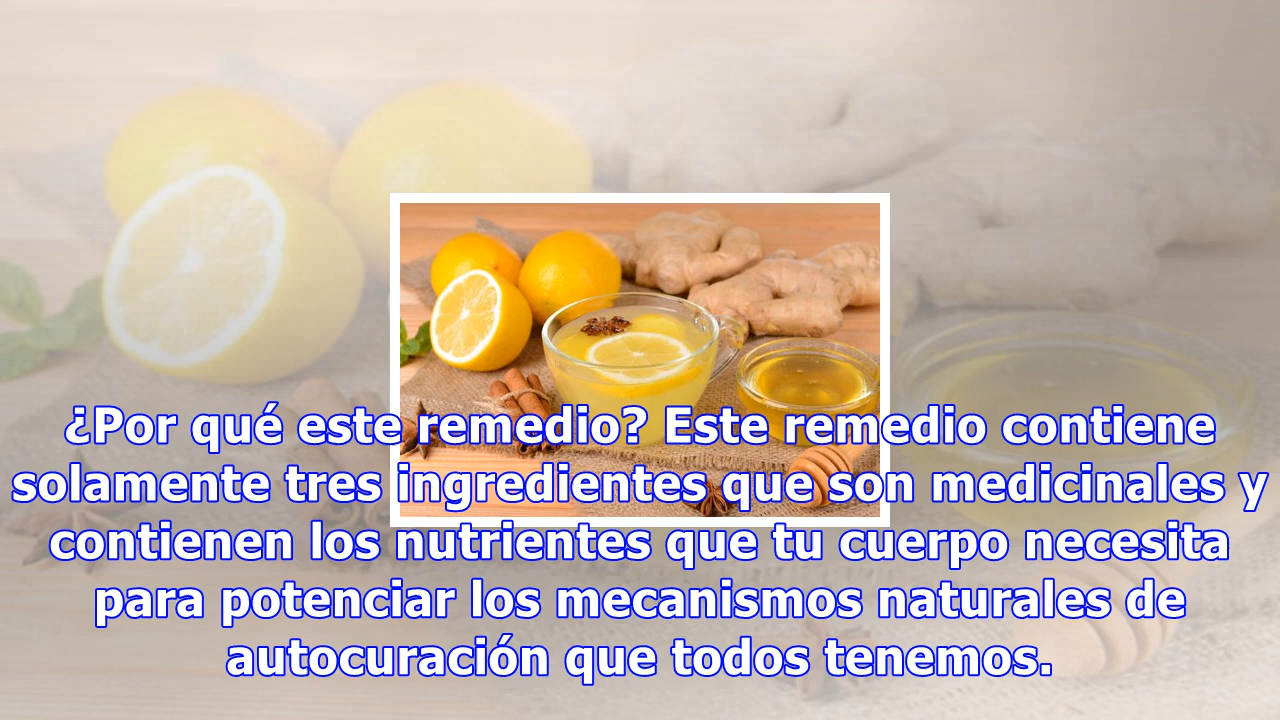 ¿Por qué este remedio? Este remedio contiene
solamente tres ingredientes que son medicinales y
contienen los nutrientes que tu cuerpo necesita
para potenciar los mecanismos naturales de
autocuración que todos tenemos.